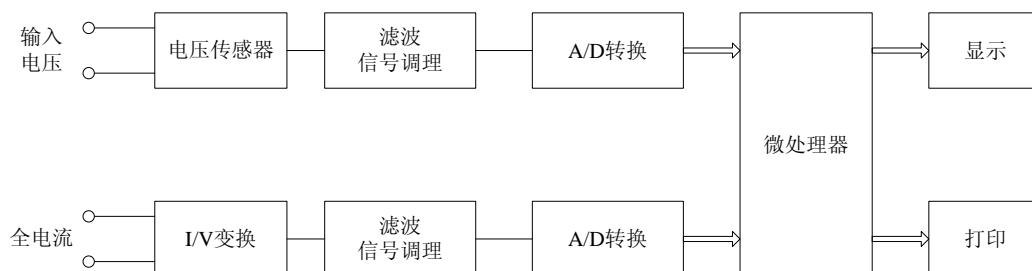 输入
电压
电压传感器
滤波
信号调理
A/D转换
微处理器
显示
全电流
I/V变换
滤波
信号调理
A/D转换
打印